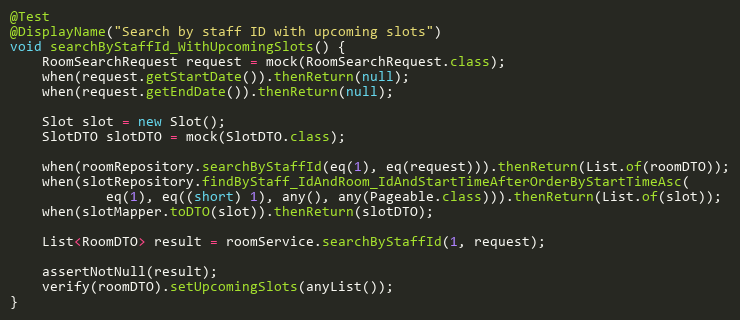 @Test
@DisplayName("Search by staff ID with upcoming slots")
void searchByStaffId_WithUpcomingSlots() {
    RoomSearchRequest request = mock(RoomSearchRequest.class);
    when(request.getStartDate()).thenReturn(null);
    when(request.getEndDate()).thenReturn(null);

    Slot slot = new Slot();
    SlotDTO slotDTO = mock(SlotDTO.class);

    when(roomRepository.searchByStaffId(eq(1), eq(request))).thenReturn(List.of(roomDTO));
    when(slotRepository.findByStaff_IdAndRoom_IdAndStartTimeAfterOrderByStartTimeAsc(
            eq(1), eq((short) 1), any(), any(Pageable.class))).thenReturn(List.of(slot));
    when(slotMapper.toDTO(slot)).thenReturn(slotDTO);

    List<RoomDTO> result = roomService.searchByStaffId(1, request);

    assertNotNull(result);
    verify(roomDTO).setUpcomingSlots(anyList());
}